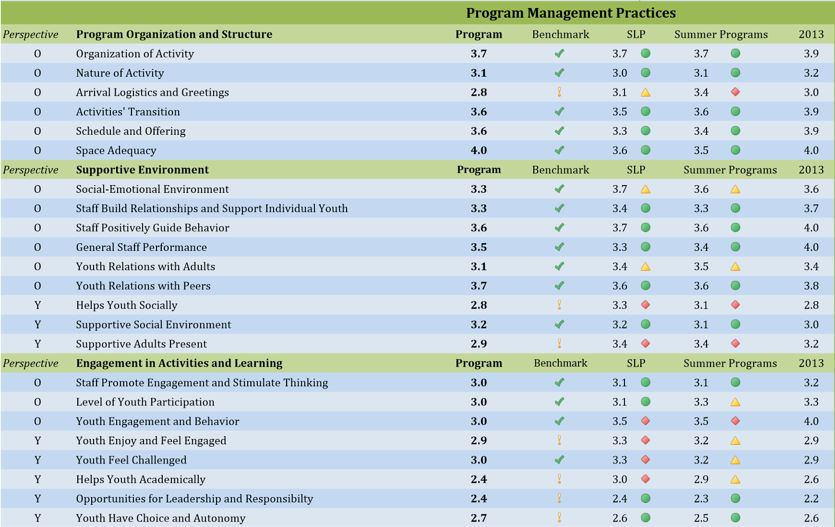 Program Management Practices
Perspective Program Organization and Structure Program Benchmark SLP Summer Programs 2013
O Organization of Activity 3.7 3.7 3.7 3.9
O Nature of Activity 3.1 3.0 3.1 3.2
O Arrival Logistics and Greetings 2.8 3.1 3.4 3.0
O Activities' Transition 3.6 3.5 3.6 3.9
O Schedule and Offering 3.6 3.3 3.4 3.9
O Space Adequacy 4.0 3.6 3.5 4.0
Perspective Supportive Environment Program Benchmark SLP Summer Programs 2013
O Social-Emotional Environment 3.3 3.7 3.6 3.6
O Staff Build Relationships and Support Individual Youth 3.3 3.4 3.3 3.7
O Staff Positively Guide Behavior 3.6 3.7 3.6 4.0
O General Staff Performance 3.5 3.3 3.4 4.0
O Youth Relations with Adults 3.1 3.4 3.5 3.4
O Youth Relations with Peers 3.7 3.6 3.6 3.8
Y Helps Youth Socially 2.8 3.3 3.1 2.8
Y Supportive Social Environment 3.2 3.2 3.1 3.0
Y Supportive Adults Present 2.9 3.4 3.4 3.2
Perspective Engagement in Activities and Learning Program Benchmark SLP Summer Programs 2013
O Staff Promote Engagement and Stimulate Thinking 3.0 3.1 3.1 3.2
O Level of Youth Participation 3.0 3.1 3.3 3.3
O Youth Engagement and Behavior 3.0 3.5 3.5 4.0
Y Youth Enjoy and Feel Engaged 2.9 3.3 3.2 2.9
Y Youth Feel Challenged 3.0 3.3 3.2 2.9
Y Helps Youth Academically 2.4 3.0 2.9 2.6
Y Opportunities for Leadership and Responsibilty 2.4 2.4 2.3 2.2
Y Youth Have Choice and Autonomy 2.7 2.6 2.5 2.6